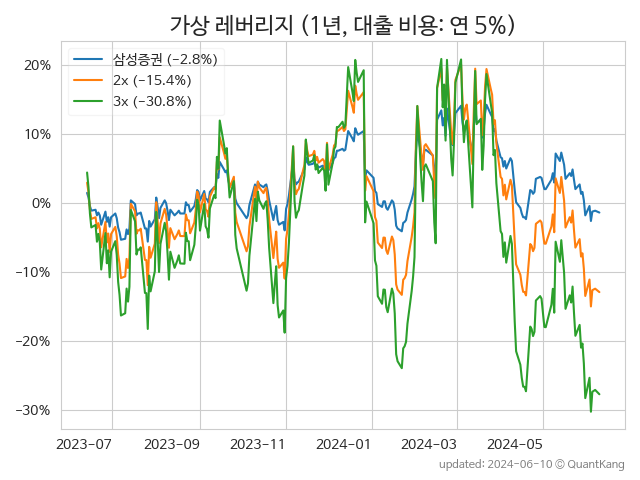 가상 레버리지 (1년, 대출 비용: 연 5%)
삼성증권 (−2.8%)
2x (−15.4%)
3x (−30.8%)
20%
10%
0%
−10%
−20%
−30%
2023-07 2023-09 2023-11 2024-01 2024-03 2024-05
updated: 2024-06-10 © QuantKang